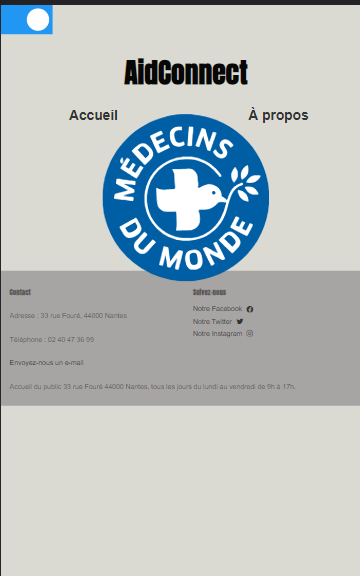 AidConnect
Accueil
À propos
MÉDECINS
DU MONDE
Contact
Adresse : 33 rue Fouré, 44000 Nantes
Téléphone : 02 40 47 36 99
Envoyez-nous un e-mail
Accueil du public 33 rue Fouré 44000 Nantes, tous les jours du lundi au vendredi de 9h à 17h.
Suivez-nous
Notre Facebook
Notre Twitter
Notre Instagram